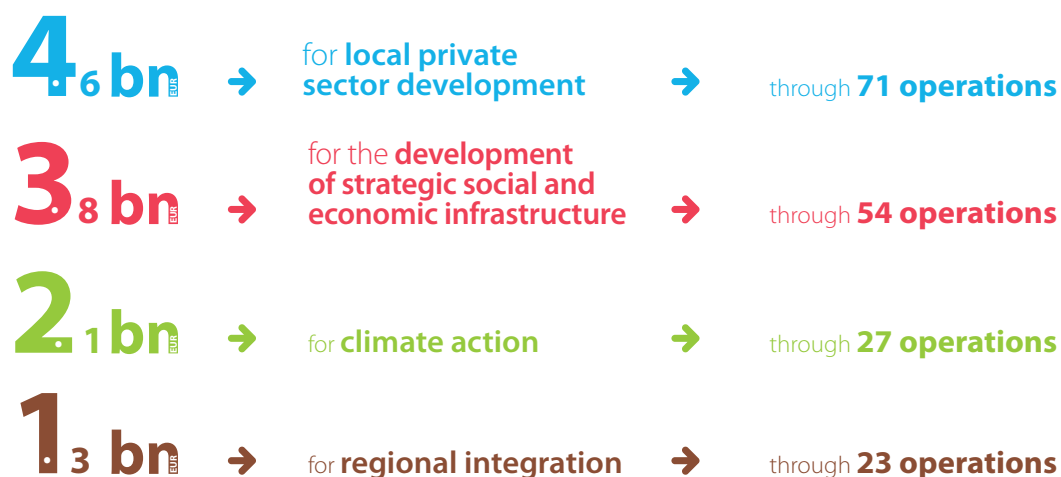 4.6 bn EUR
for local private
sector development
through 71 operations
3.8 bn EUR
for the development
of strategic social and
economic infrastructure
through 54 operations
2.1 bn EUR
for climate action
through 27 operations
1.3 bn EUR
for regional integration
through 23 operations